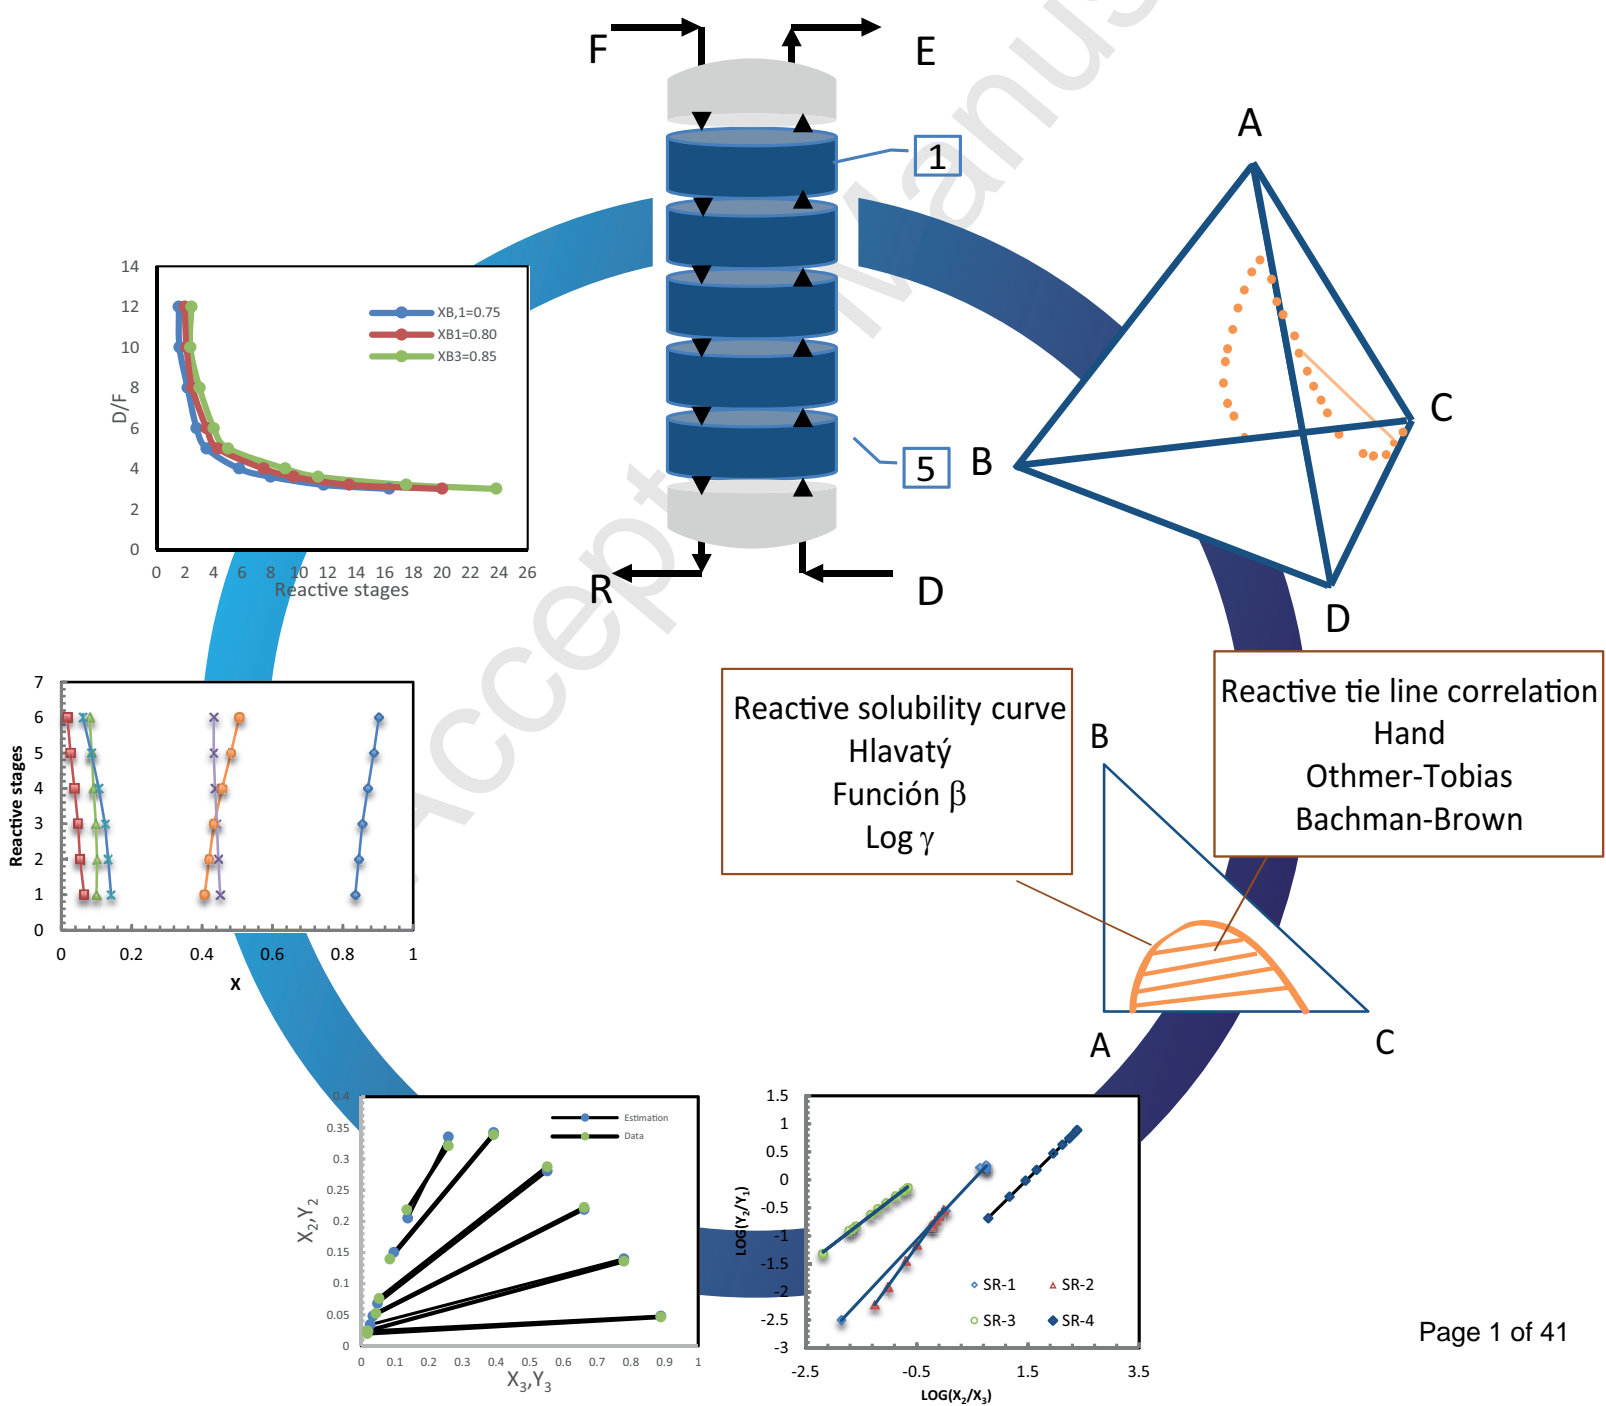 F
E
1
5
R
D
A
B
C
D
14
12
10
8
6
4
2
0
D/F
XB,1=0.75
XB1=0.80
XB3=0.85
0 2 4 6 8 10 12 14 16 18 20 22 24 26
Reactive stages
Reactive solubility curve
Hlavatý
Función β
Log γ
Reactive tie line correlation
Hand
Othmer-Tobias
Bachman-Brown
B
A
C
7
6
5
4
3
2
1
0
Reactive stages
0 0.2 0.4 0.6 0.8 1
X
0.4
0.35
0.3
0.25
0.2
0.15
0.1
0.05
0
X2,Y2
Estimation
Data
0 0.1 0.2 0.3 0.4 0.5 0.6 0.7 0.8 0.9 1
X3,Y3
1.5
1
0.5
0
-0.5
-1
-1.5
-2
-2.5
-3
LOG(Y2/Y1)
SR-1 SR-2
SR-3 SR-4
-2.5 -0.5 1.5 3.5
LOG(X2/X3)
Accept Manus
Page 1 of 41